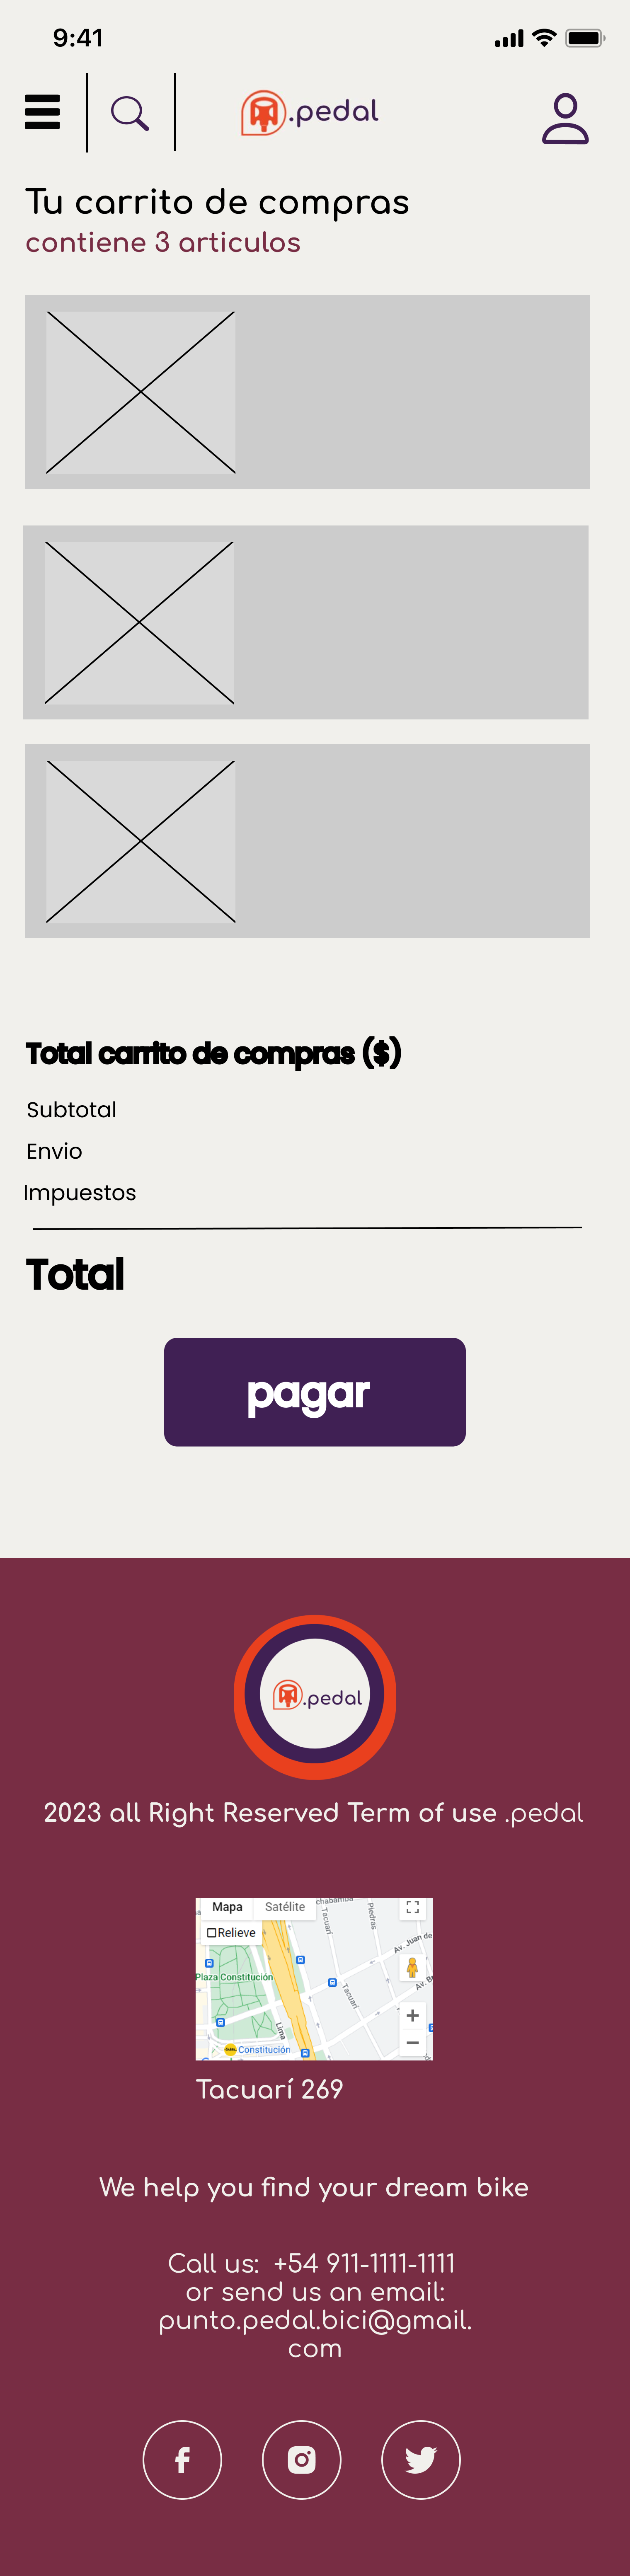 9:41
.pedal
Tu carrito de compras
contiene 3 articulos
Total carrito de compras ($)
Subtotal
Envio
Impuestos
Total
pagar
.pedal
2023 all Right Reserved Term of use .pedal
Mapa Satélite
chabamba
Relieve
Tacuarí
Piedras
Av. Juan de
Plaza Constitución
Av. B
Tacuarí
Lima
Constitución
Tacuarí 269
We help you find your dream bike
Call us: +54 911-1111-1111
or send us an email:
punto.pedal.bici@gmail.
com